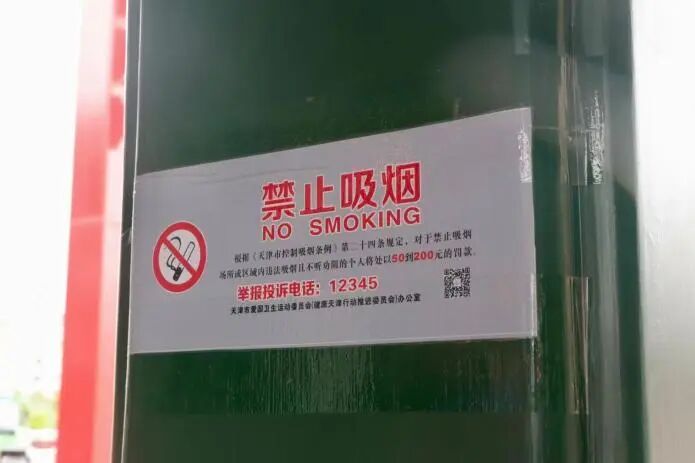 禁止吸烟
NO SMOKING
根据《天津市控制吸烟条例》第二十四条规定，对于禁止吸烟
场所或区域内违法吸烟且不听劝阻的个人将处以50到200元的罚款。
举报投诉电话：12345
天津市爱国卫生运动委员会(健康天津行动推进委员会)办公室